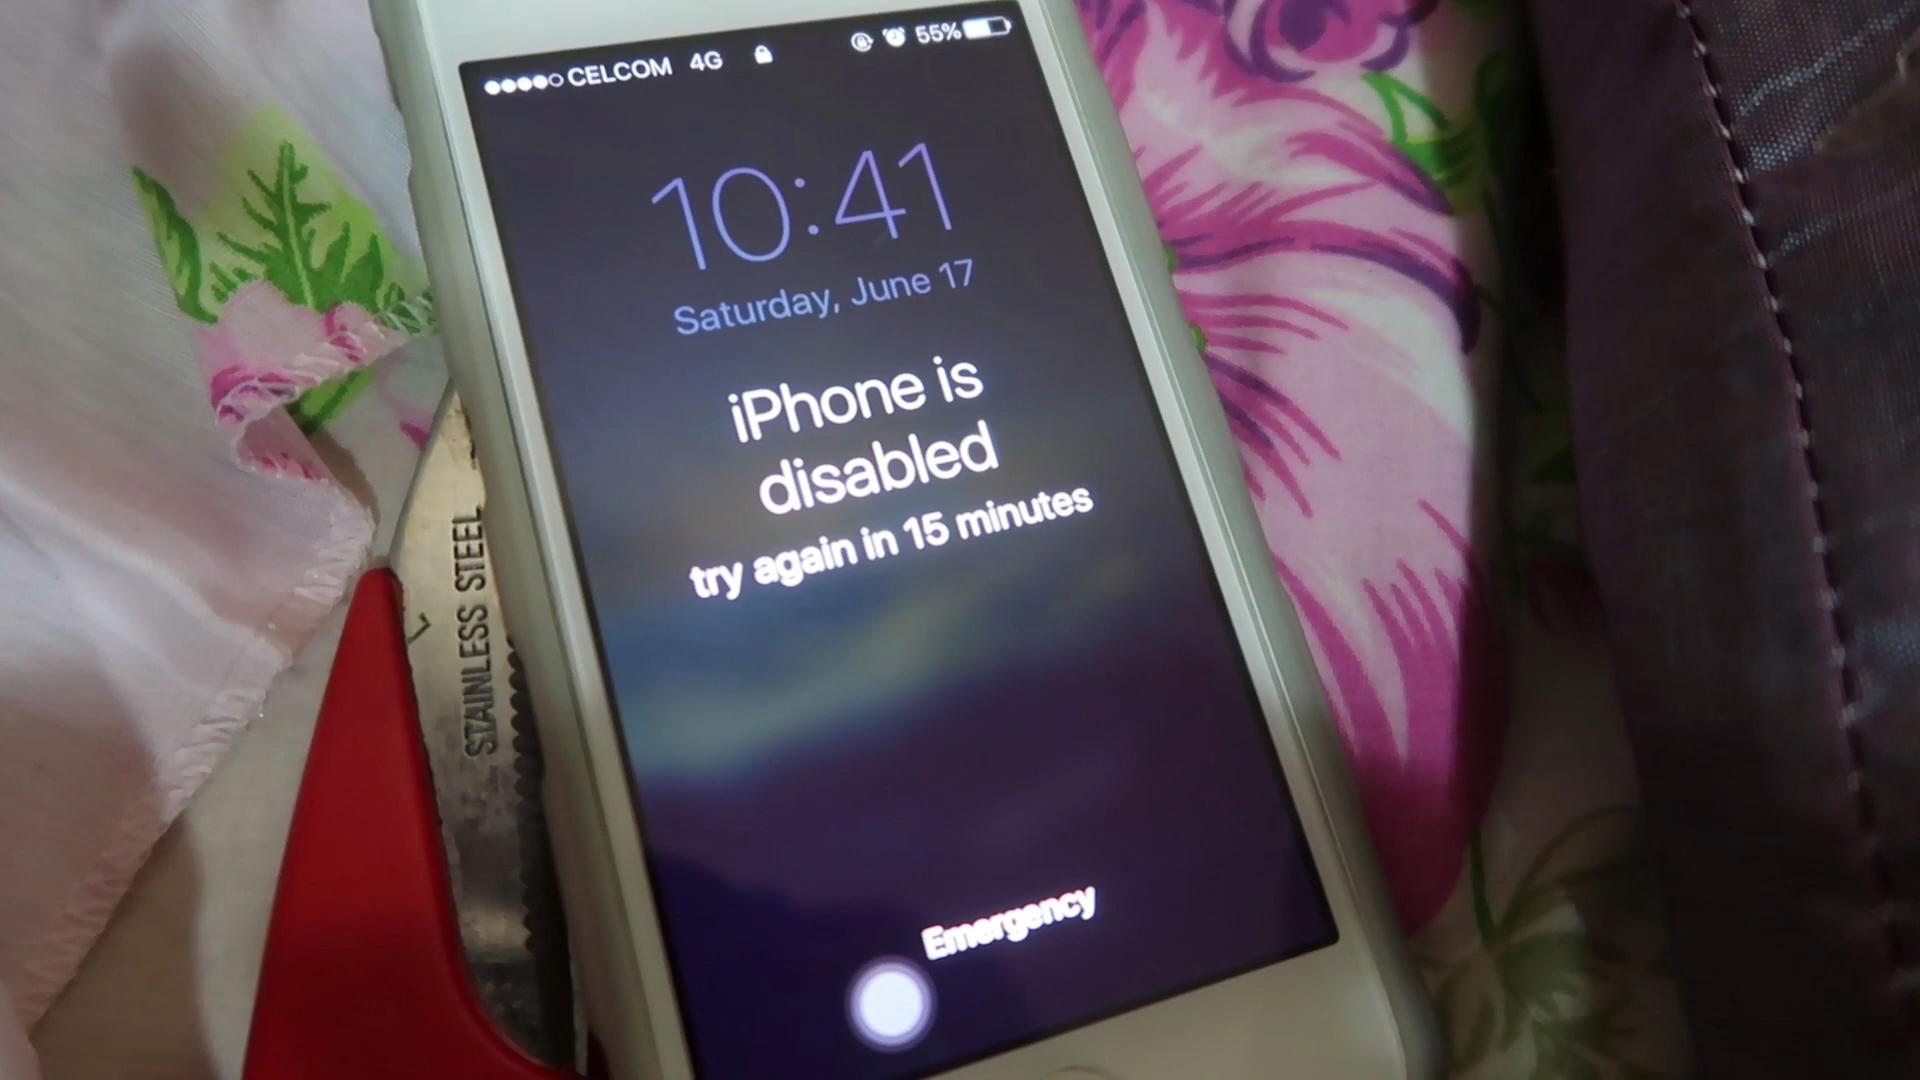 CELCOM 4G 55%
10:41
Saturday, June 17
iPhone is
disabled
try again in 15 minutes
Emergency
STAINLESS STEEL